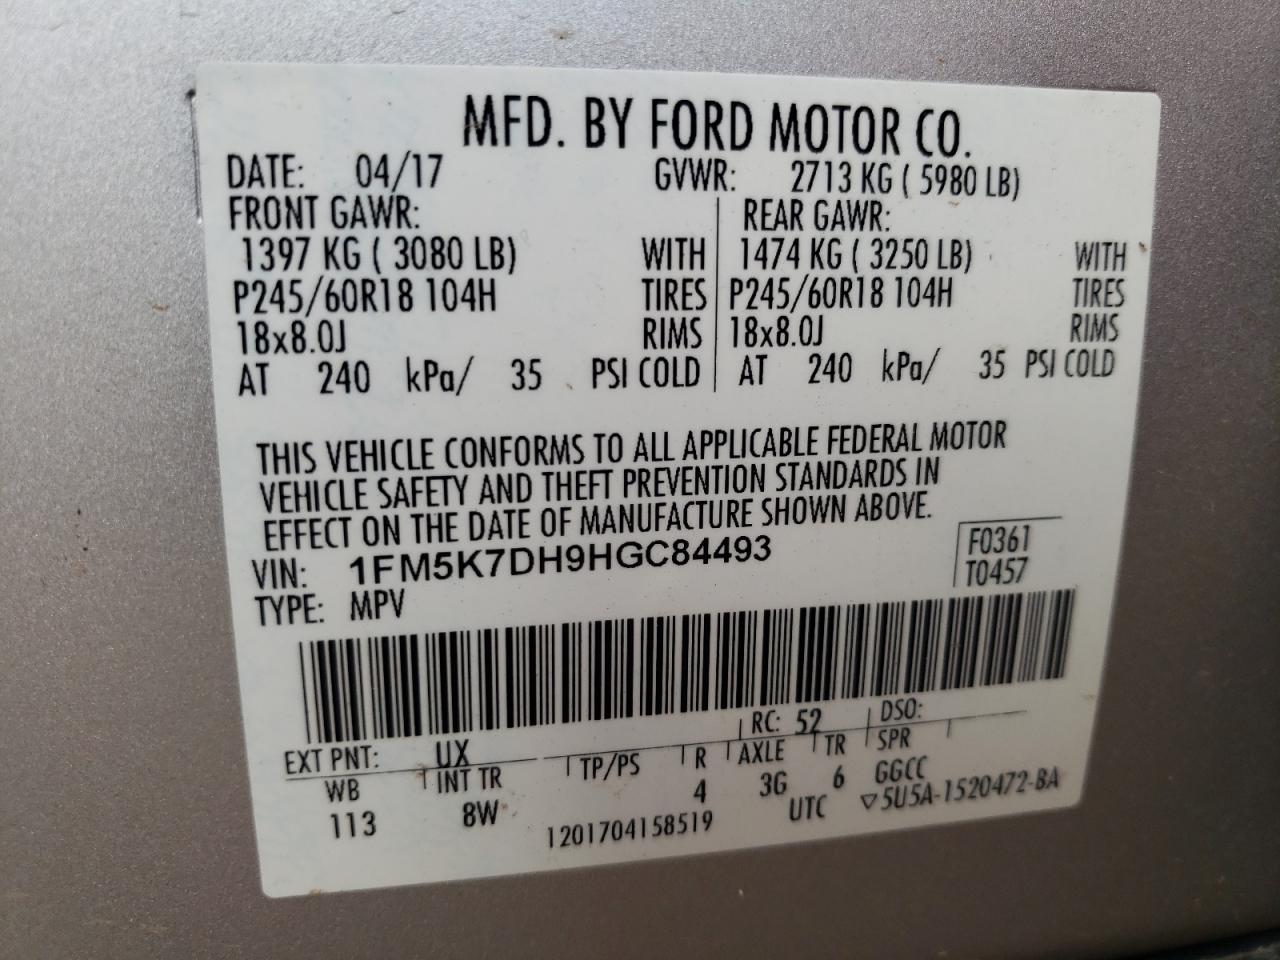 MFD. BY FORD MOTOR CO.
DATE: 04/17 GVWR: 2713 KG ( 5980 LB)
FRONT GAWR: REAR GAWR:
1397 KG ( 3080 LB) WITH 1474 KG ( 3250 LB) WITH
P245/60R18 104H TIRES P245/60R18 104H TIRES
18x8.0J RIMS 18x8.0J RIMS
AT 240 kPa/ 35 PSI COLD AT 240 kPa/ 35 PSI COLD
THIS VEHICLE CONFORMS TO ALL APPLICABLE FEDERAL MOTOR
VEHICLE SAFETY AND THEFT PREVENTION STANDARDS IN
EFFECT ON THE DATE OF MANUFACTURE SHOWN ABOVE.
VIN: 1FM5K7DH9HGC84493 F0361
TYPE: MPV T0457
EXT PNT: UX RC: 52 DSO:
WB INT TR TP/PS R AXLE TR SPR
113 8W 4 3G 6 GGCC
1201704158519 UTC ▽5U5A-1520472-BA